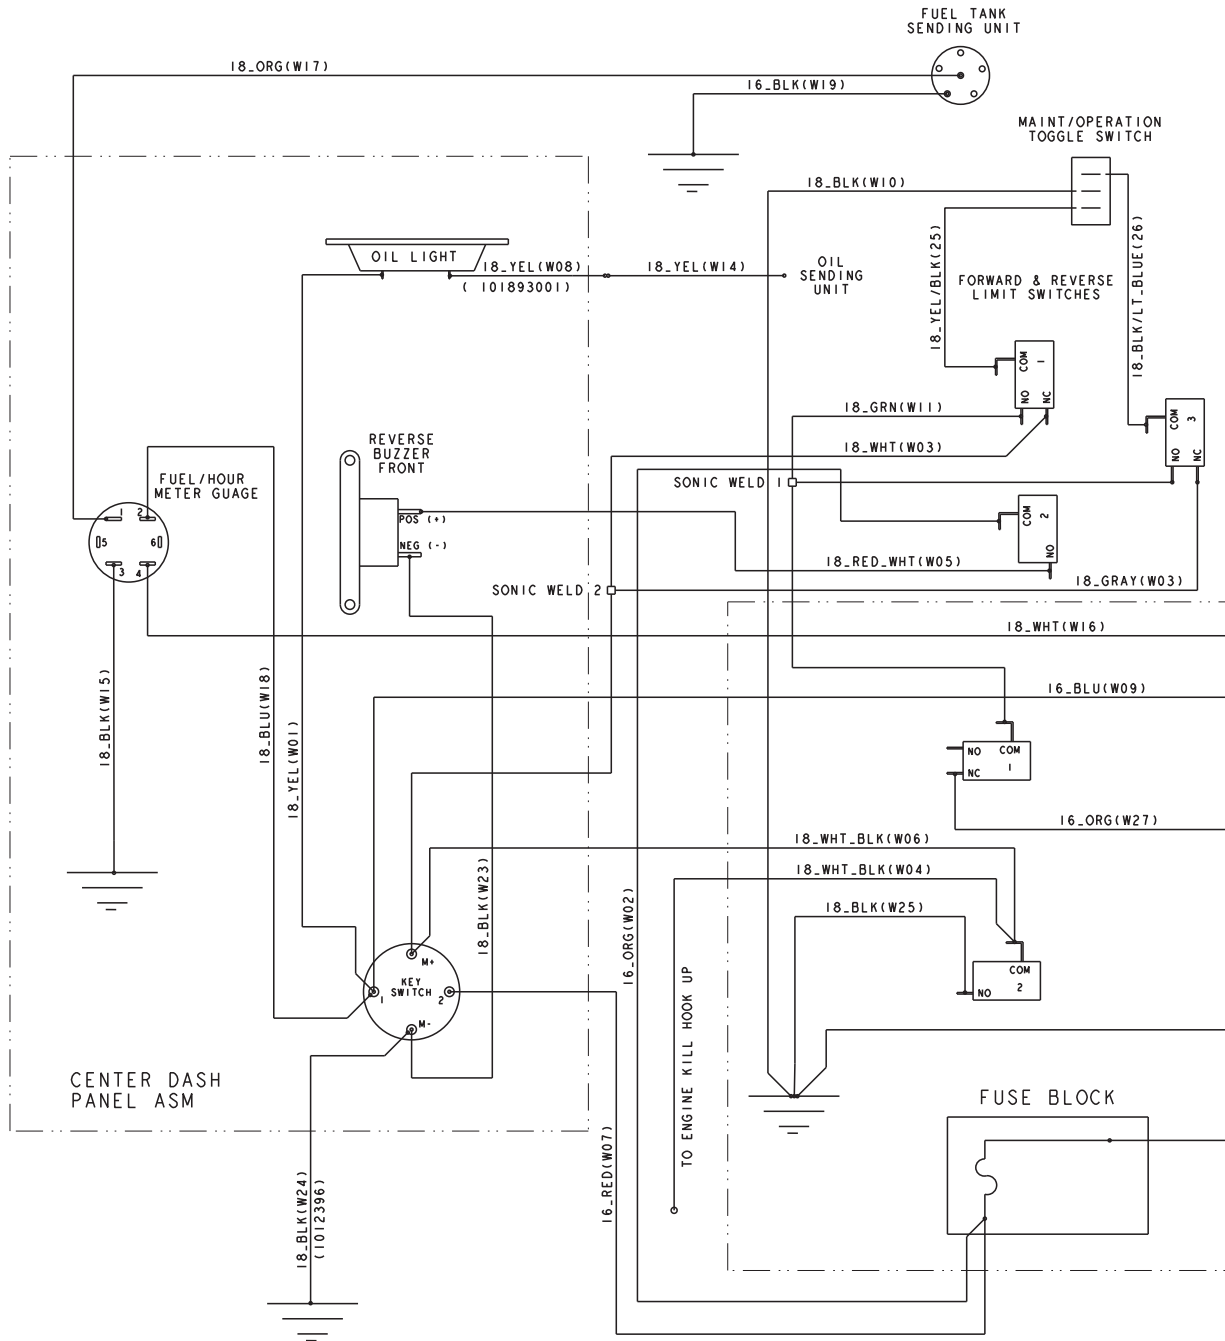 FUEL TANK
SENDING UNIT
18_ORG(W17)
16_BLK(W19)
MAINT/OPERATION
TOGGLE SWITCH
18_BLK(W10)
18_YEL/BLK(25)
18_BLK/LT_BLUE(26)
OIL LIGHT
18_YEL(W08)
( 101893001)
18_YEL(W14)
OIL
SENDING
UNIT
FORWARD & REVERSE
LIMIT SWITCHES
COM
1
NO
NC
18_GRN(W11)
18_WHT(W03)
COM
3
NO
NC
REVERSE
BUZZER
FRONT
FUEL/HOUR
METER GUAGE
1
2
5
6
3
4
POS (+)
NEG (-)
SONIC WELD 1
COM
2
NO
18_RED_WHT(W05)
18_GRAY(W03)
SONIC WELD 2
18_WHT(W16)
18_BLK(W15)
18_BLU(W18)
18_YEL(W01)
16_BLU(W09)
NO
COM
NC
1
16_ORG(W27)
18_WHT_BLK(W06)
18_WHT_BLK(W04)
18_BLK(W25)
18_BLK(W23)
16_ORG(W02)
M+
KEY
SWITCH
1
2
M-
COM
2
NO
TO ENGINE KILL HOOK UP
CENTER DASH
PANEL ASM
FUSE BLOCK
16_RED(W07)
18_BLK(W24)
(1012396)